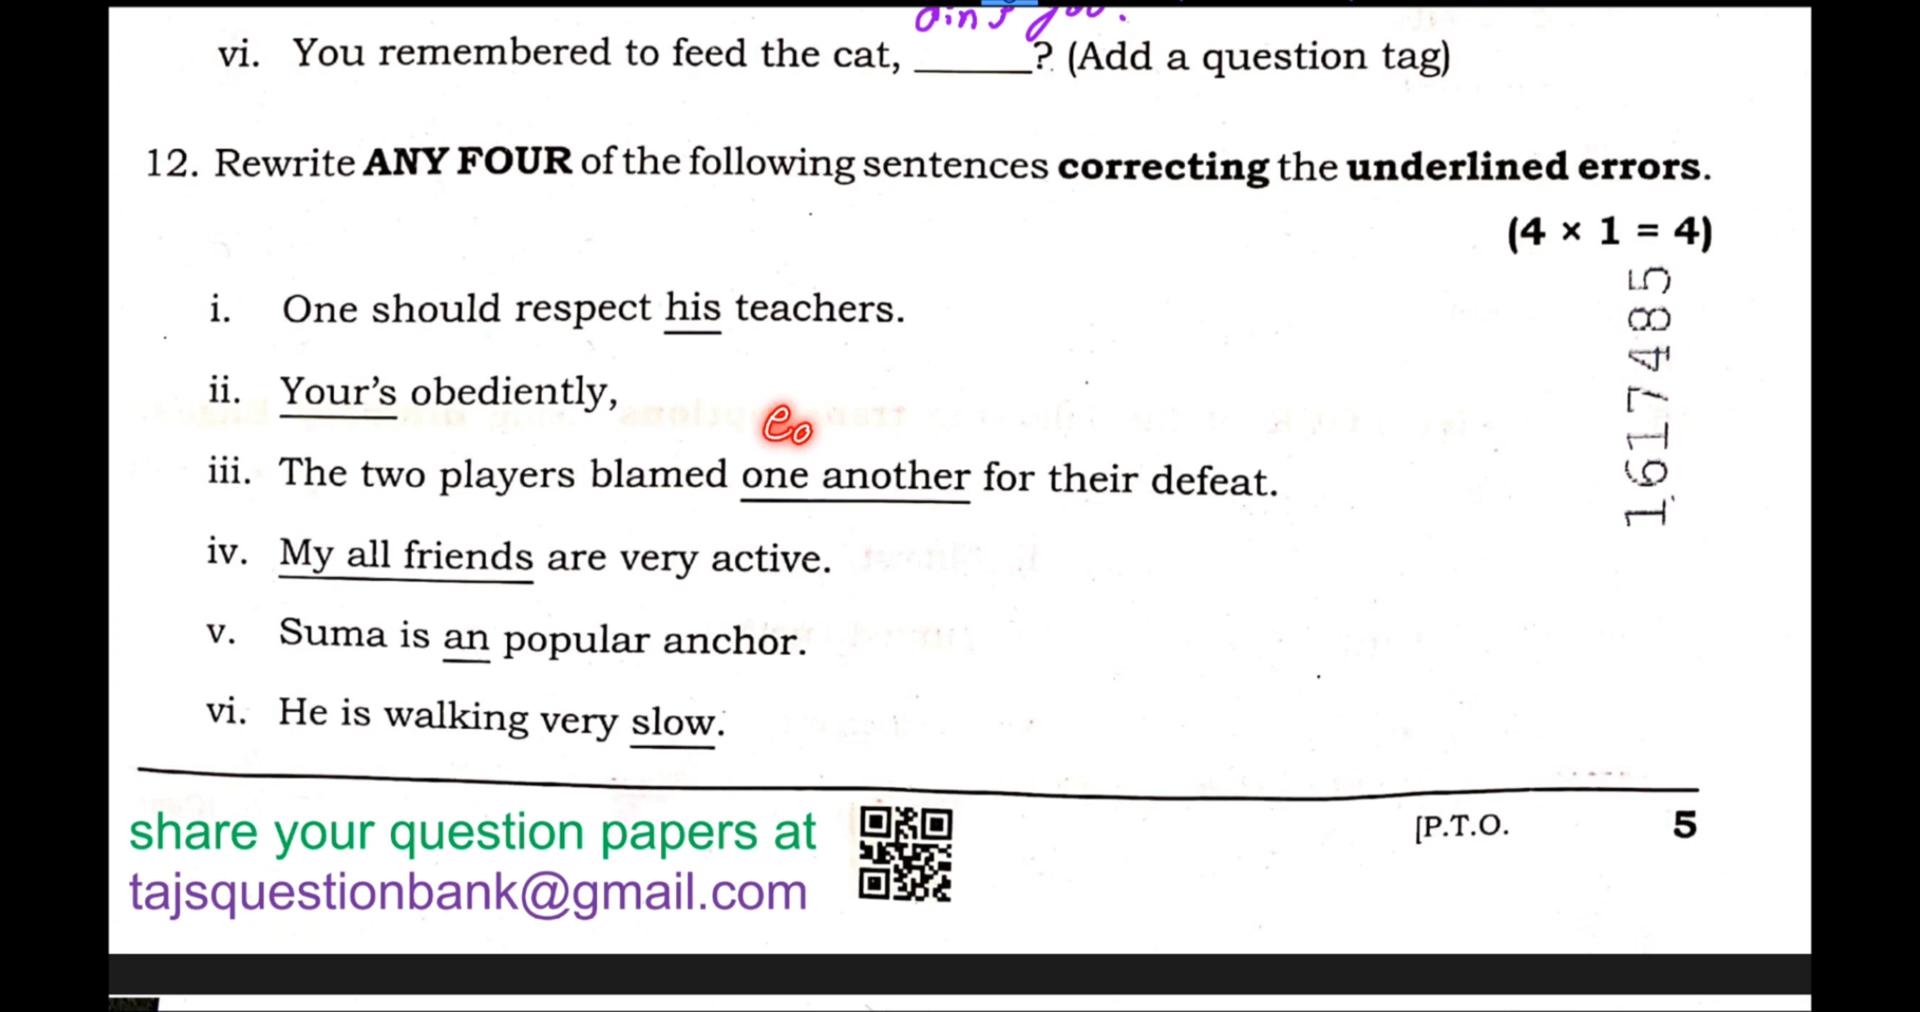 vi. You remembered to feed the cat, ______? (Add a question tag)
12. Rewrite ANY FOUR of the following sentences correcting the underlined errors.
(4 × 1 = 4)
i. One should respect his teachers.
ii. Your's obediently,
eo
iii. The two players blamed one another for their defeat.
iv. My all friends are very active.
v. Suma is an popular anchor.
vi. He is walking very slow.
1617485
share your question papers at
tajsquestionbank@gmail.com
[P.T.O. 5